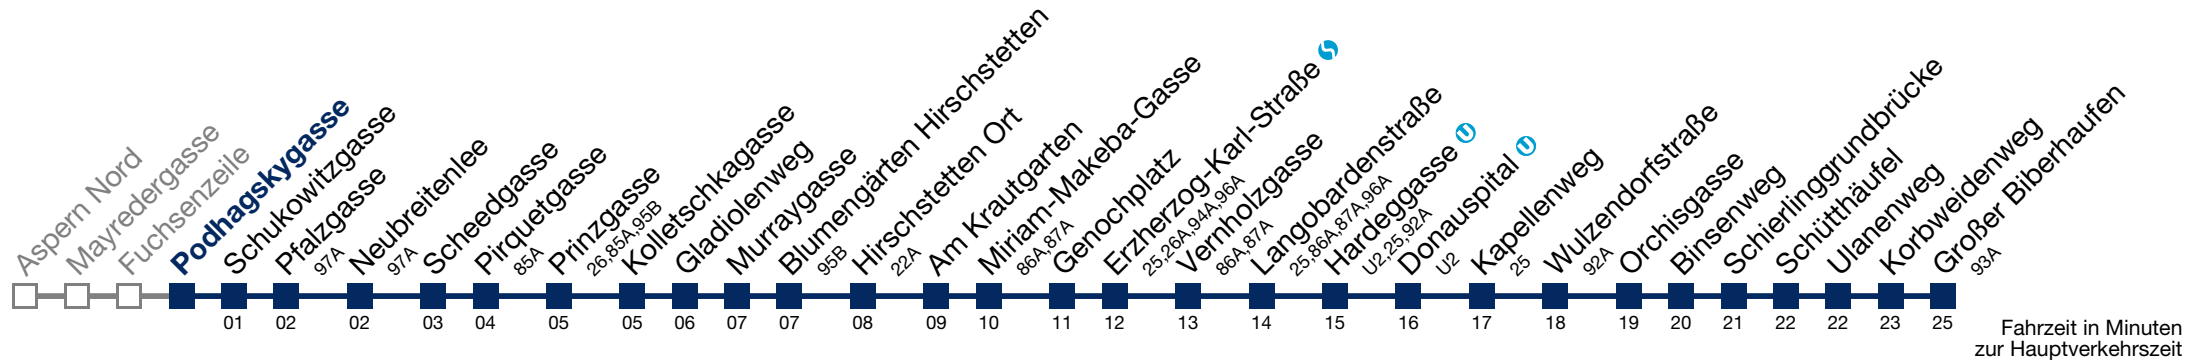 Aspern Nord
Mayredergasse
Fuchsenzeile
Podhagskygasse
Schukowitzgasse
Pfalzgasse
97A
Neubreitenlee
97A
Scheedgasse
Pirquetgasse
85A
Prinzgasse
26,85A,95B
Kolletschkagasse
Gladiolenweg
Murraygasse
Blumengärten Hirschstetten
95B
Hirschstetten Ort
22A
Am Krautgarten
Miriam-Makeba-Gasse
86A,87A
Genochplatz
Erzherzog-Karl-Straße
25,26A,94A,96A
Vernholzgasse
86A,87A
Langobardenstraße
25,86A,87A,96A
Hardeggasse U
U2,25,92A
Donauspital U
U2
Kapellenweg
25
Wulzendorfstraße
92A
Orchisgasse
Binsenweg
Schierlinggrundbrücke
Schütthäufel
Ulanenweg
Korbweidenweg
Großer Biberhaufen
93A
01 02 02 03 04 05 05 06 07 07 08 09 10 11 12 13 14 15 16 17 18 19 20 21 22 22 23 25
Fahrzeit in Minuten
zur Hauptverkehrszeit